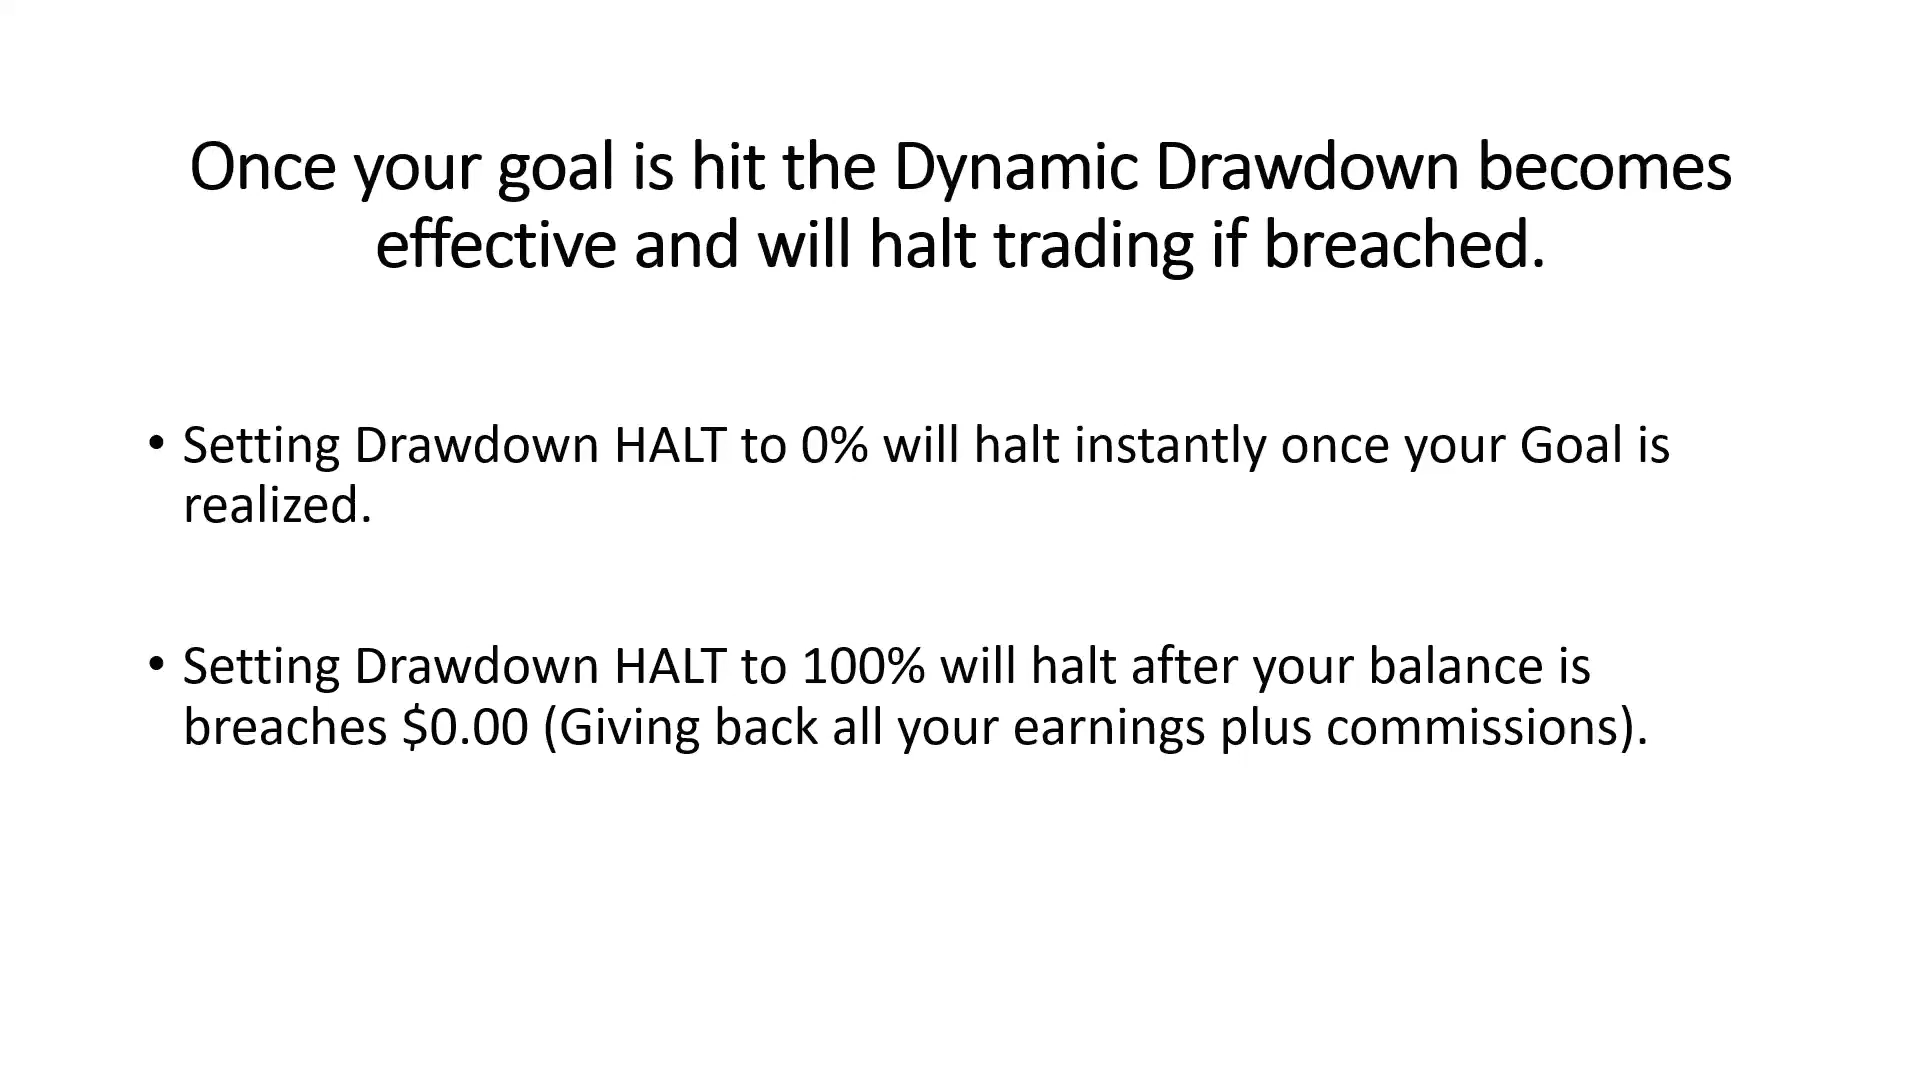 Once your goal is hit the Dynamic Drawdown becomes
effective and will halt trading if breached.
• Setting Drawdown HALT to 0% will halt instantly once your Goal is
realized.
• Setting Drawdown HALT to 100% will halt after your balance is
breaches $0.00 (Giving back all your earnings plus commissions).